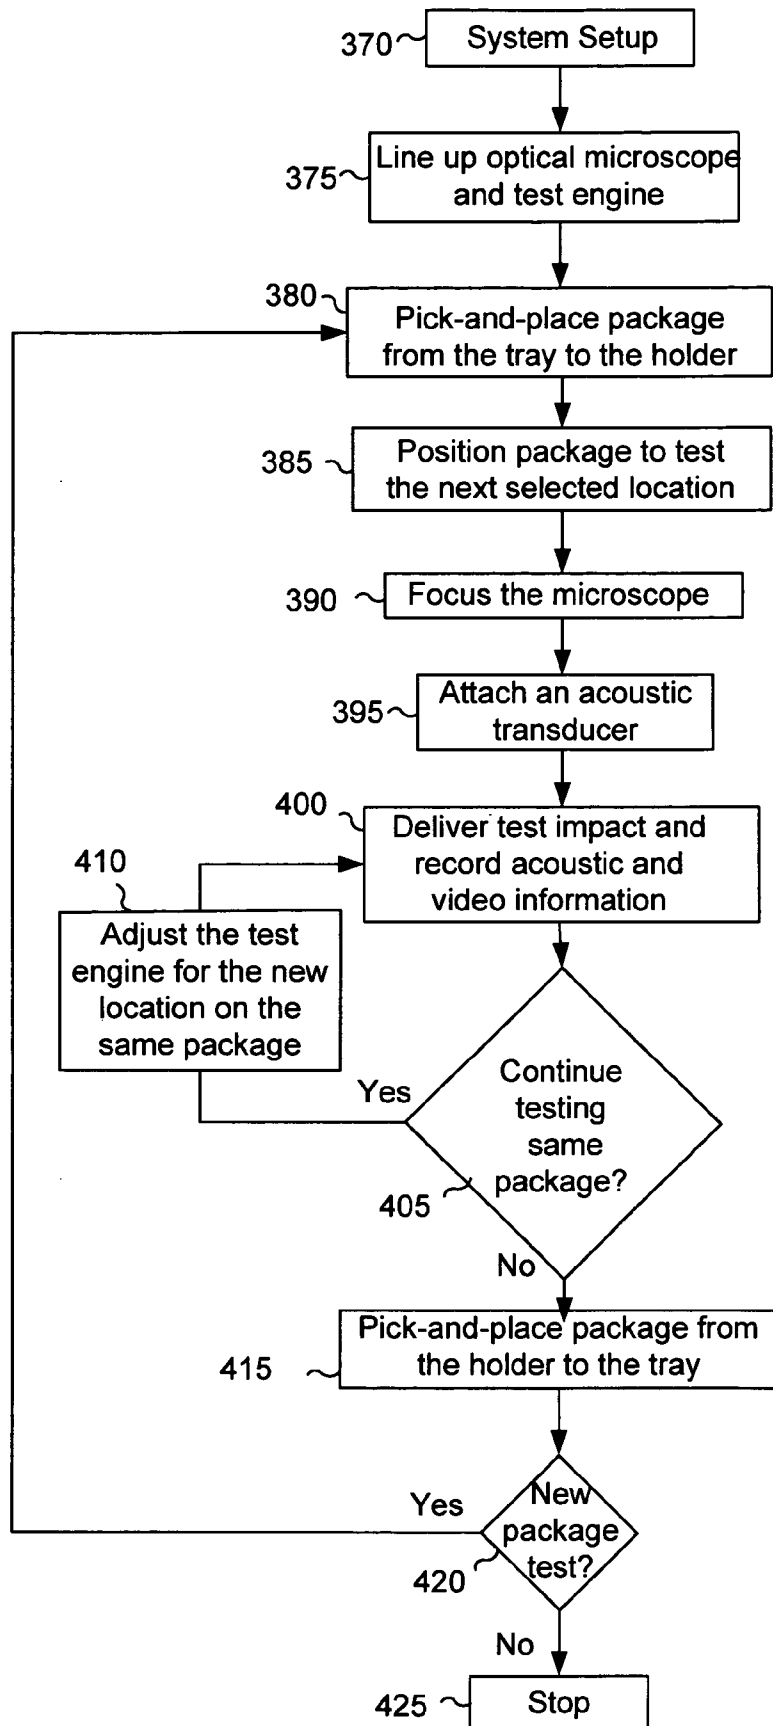 370
System Setup
375
Line up optical microscope
and test engine
380
Pick-and-place package
from the tray to the holder
385
Position package to test
the next selected location
390
Focus the microscope
395
Attach an acoustic
transducer
400
Deliver test impact and
record acoustic and
video information
410
Adjust the test
engine for the new
location on the
same package
Yes
Continue
testing
same
package?
405
No
Pick-and-place package from
the holder to the tray
415
Yes
New
package
test?
420
No
425
Stop